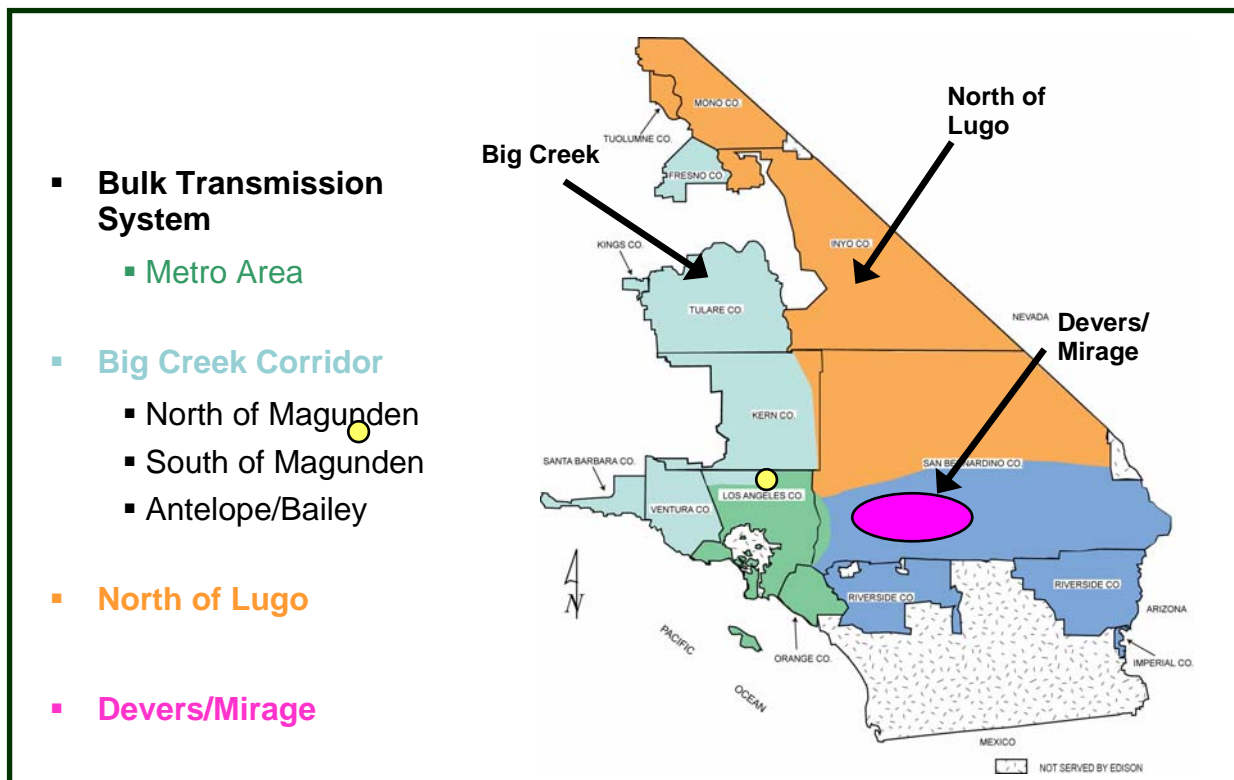 ▪ Bulk Transmission
System
▪ Metro Area
▪ Big Creek Corridor
▪ North of Magunden
▪ South of Magunden
▪ Antelope/Bailey
▪ North of Lugo
▪ Devers/Mirage
North of
Lugo
Big Creek
Devers/
Mirage
MONO CO.
TUOLUMNE CO.
FRESNO CO.
KINGS CO.
INYO CO.
TULARE CO.
NEVADA
KERN CO.
SANTA BARBARA CO.
SAN BERNARDINO CO.
LOS ANGELES CO.
VENTURA CO.
N
RIVERSIDE CO.
RIVERSIDE CO.
ARIZONA
PACIFIC
OCEAN
ORANGE CO.
IMPERIAL CO.
MEXICO
NOT SERVED BY EDISON